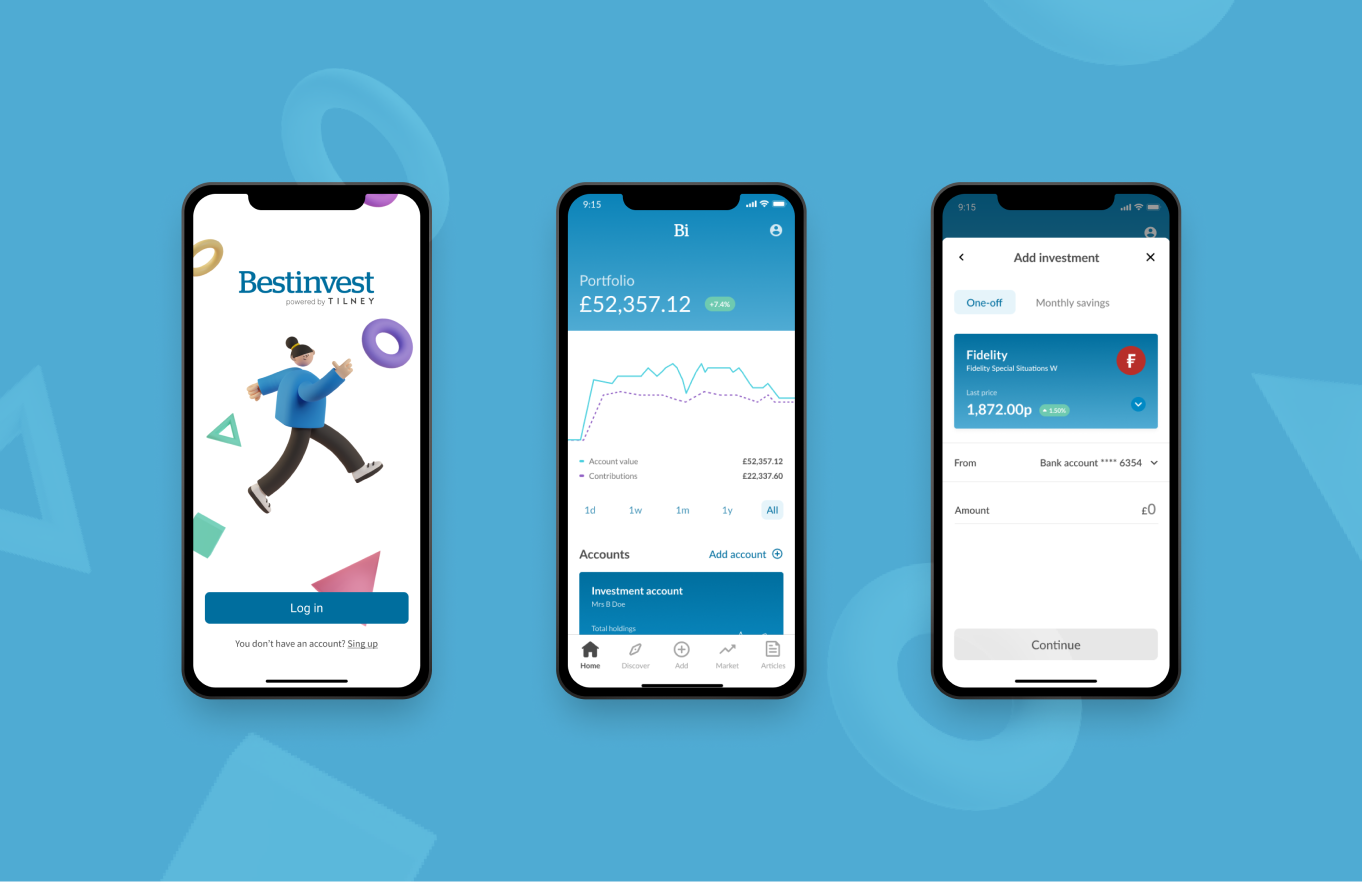 Bestinvest
powered by TILNEY
Log in
You don't have an account? Sing up
9:15
Bi
Portfolio
£52,357.12 +7.4%
Account value £52,357.12
Contributions £22,337.60
1d 1w 1m 1y All
Accounts Add account
Investment account
Mrs B Doe
Total holdings
Home Discover Add Market Articles
9:15
Add investment
One-off Monthly savings
Fidelity
Fidelity Special Situations W
Last price
1,872.00p 1.50%
From Bank account **** 6354
Amount £0
Continue